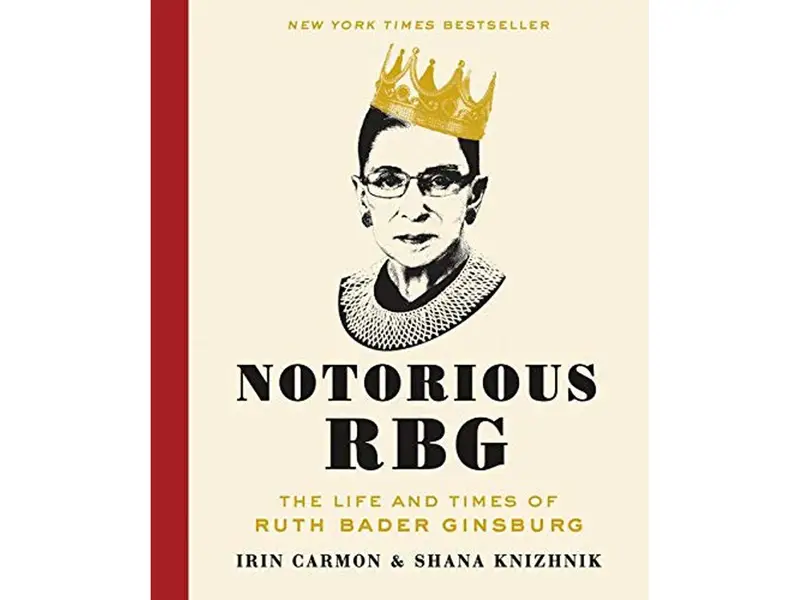 NEW YORK TIMES BESTSELLER
NOTORIOUS
RBG
THE LIFE AND TIMES OF
RUTH BADER GINSBURG
IRIN CARMON & SHANA KNIZHNIK